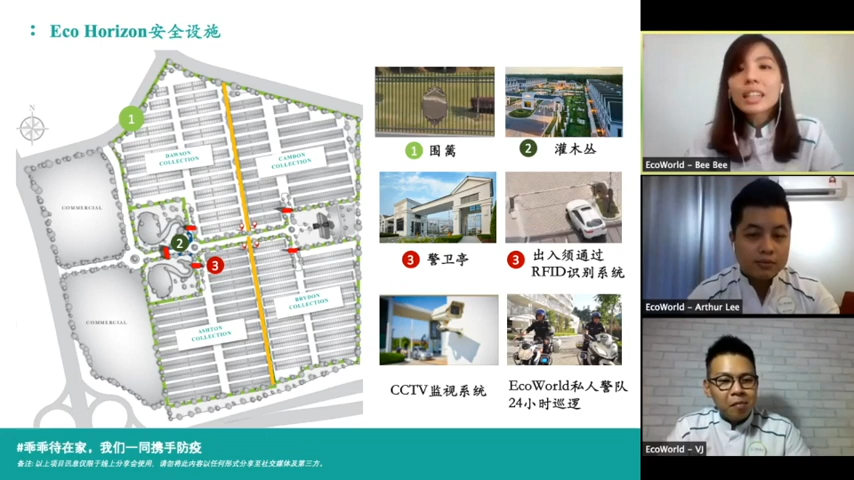 : Eco Horizon安全设施
N
1
DAWSON
COLLECTION
CAMDON
COLLECTION
COMMERCIAL
2
3
COMMERCIAL
ASHTON
COLLECTION
BRYDON
COLLECTION
1 围篱
2 灌木丛
3 警卫亭
3 出入须通过
RFID识别系统
CCTV监视系统
EcoWorld私人警队
24小时巡逻
#乖乖待在家，我们一同携手防疫
备注: 以上项目讯息仅限于线上分享会使用，请勿将此内容以任何形式分享至社交媒体及第三方。
EcoWorld - Bee Bee
EcoWorld - Arthur Lee
EcoWorld - VJ